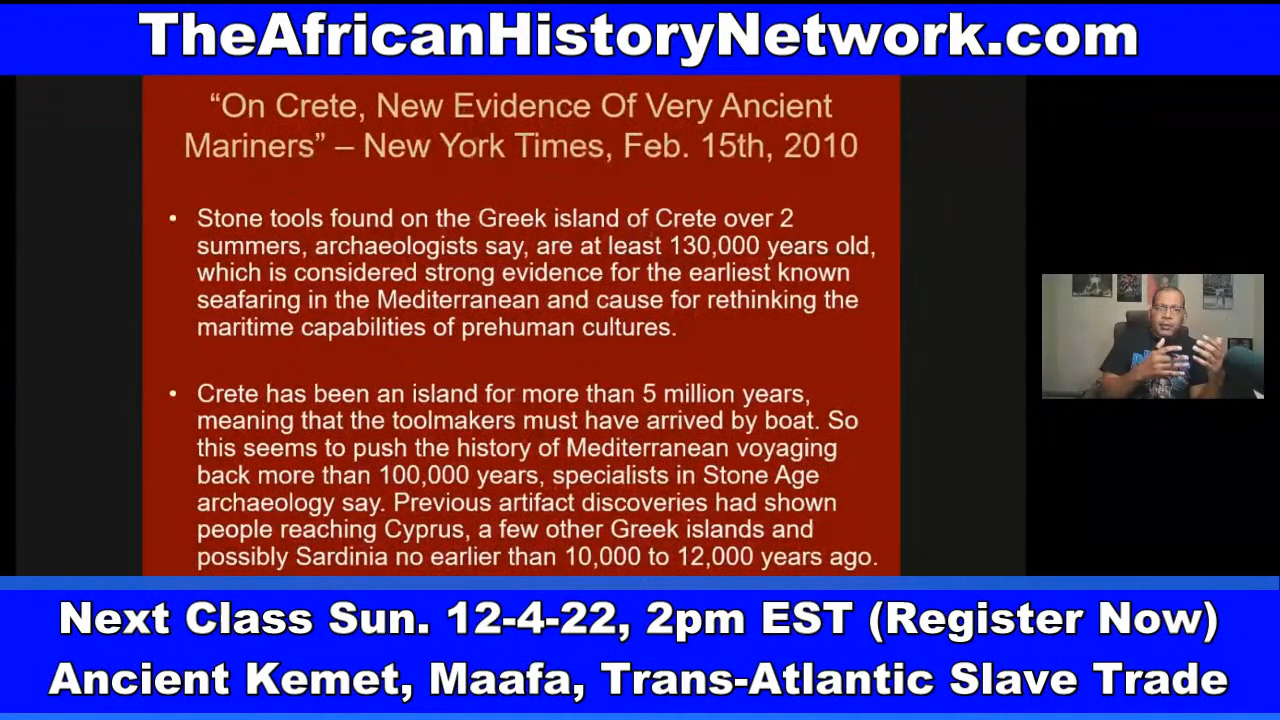 TheAfricanHistoryNetwork.com
“On Crete, New Evidence Of Very Ancient
Mariners” – New York Times, Feb. 15th, 2010
• Stone tools found on the Greek island of Crete over 2
summers, archaeologists say, are at least 130,000 years old,
which is considered strong evidence for the earliest known
seafaring in the Mediterranean and cause for rethinking the
maritime capabilities of prehuman cultures.
• Crete has been an island for more than 5 million years,
meaning that the toolmakers must have arrived by boat. So
this seems to push the history of Mediterranean voyaging
back more than 100,000 years, specialists in Stone Age
archaeology say. Previous artifact discoveries had shown
people reaching Cyprus, a few other Greek islands and
possibly Sardinia no earlier than 10,000 to 12,000 years ago.
Next Class Sun. 12-4-22, 2pm EST (Register Now)
Ancient Kemet, Maafa, Trans-Atlantic Slave Trade